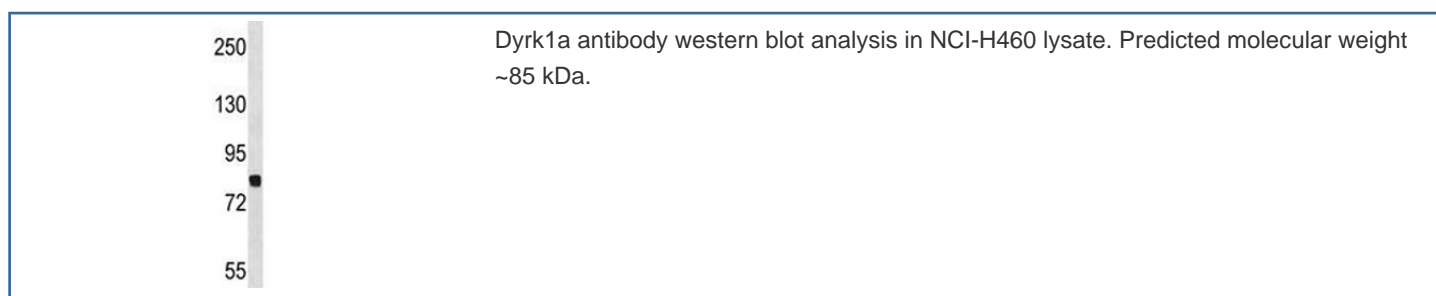 250
130
95
72
55
Dyrk1a antibody western blot analysis in NCI-H460 lysate. Predicted molecular weight
~85 kDa.